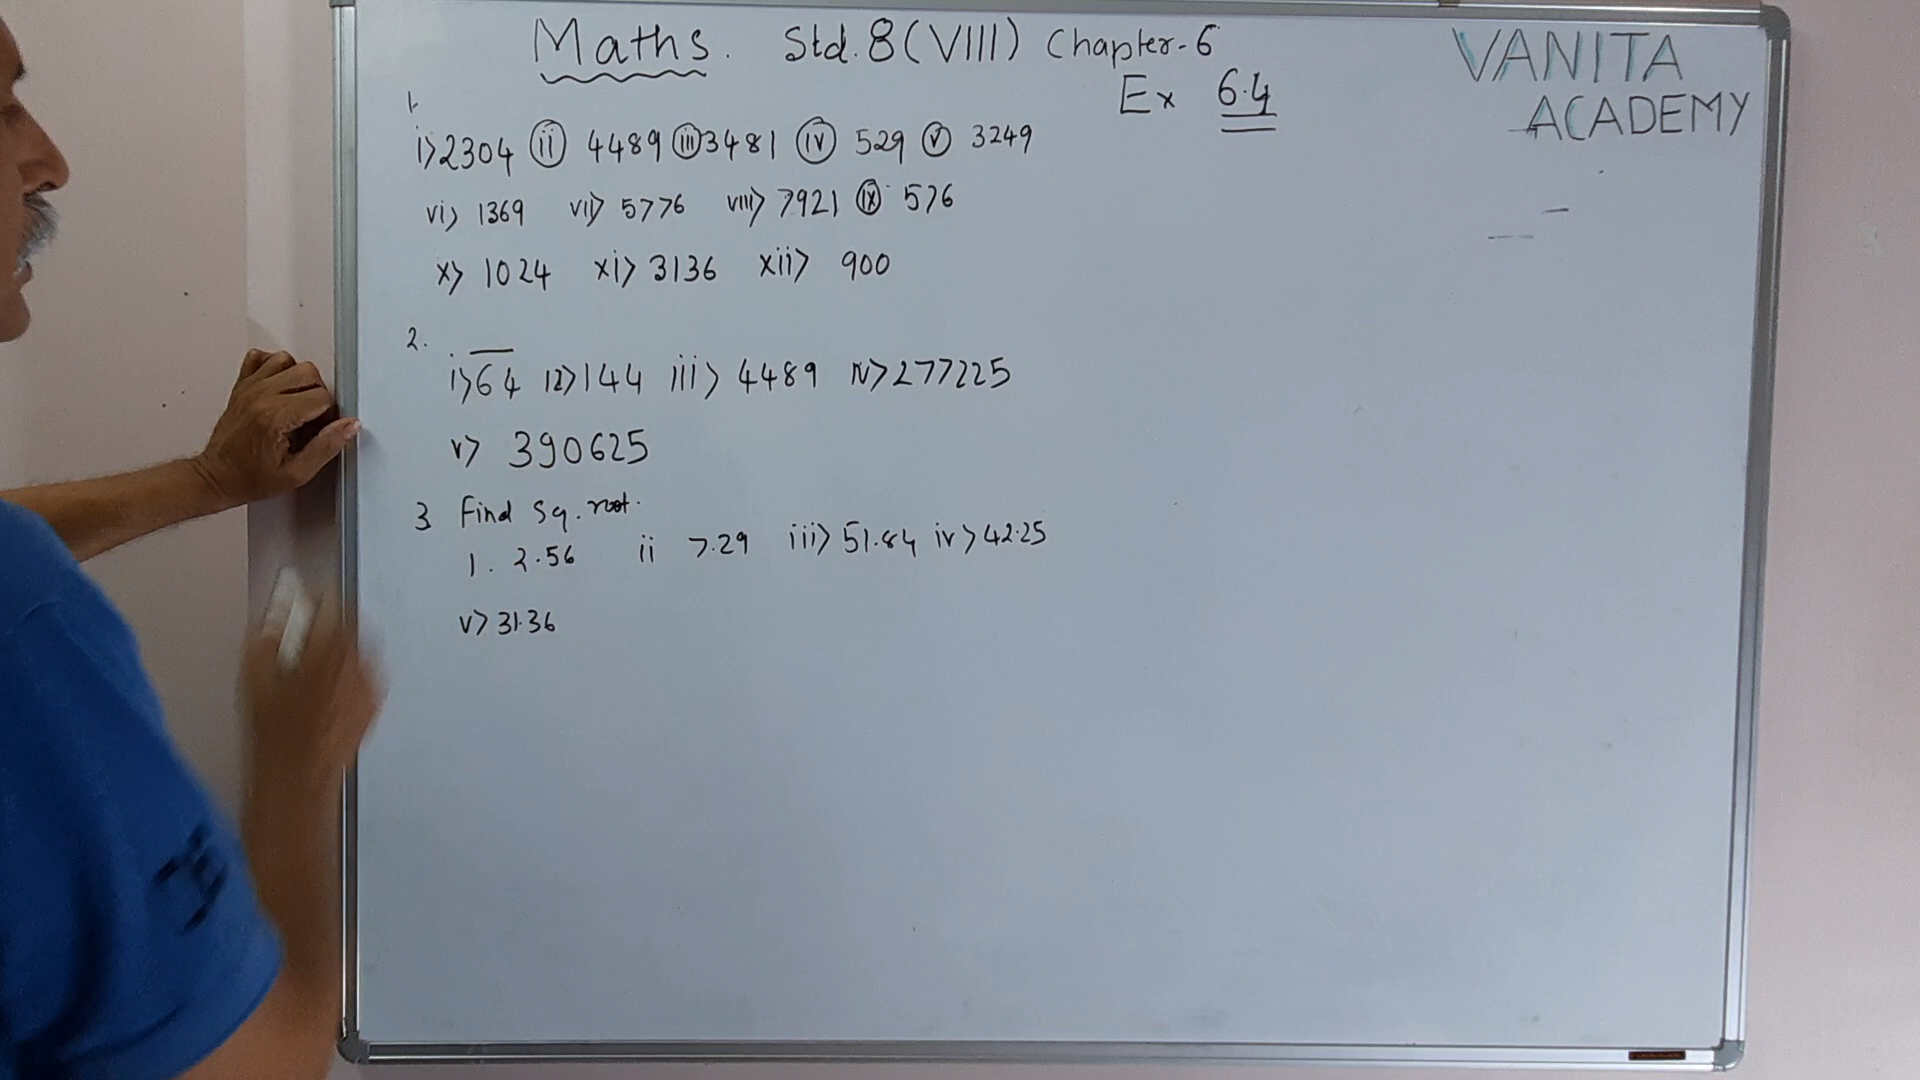 Maths. Std. 8 (VIII) Chapter-6
Ex 6.4
VANITA
ACADEMY
1.
i> 2304 ii 4489 iii 3481 iv 529 v 3249
vi> 1369 vii> 5776 viii> 7921 ix 576
x> 1024 xi> 3136 xii> 900
2.
i> 64 12> 144 iii> 4489 iv> 277225
v> 390625
3 Find Sq. root.
1. 2.56 ii 7.29 iii> 51.84 iv> 42.25
v> 31.36